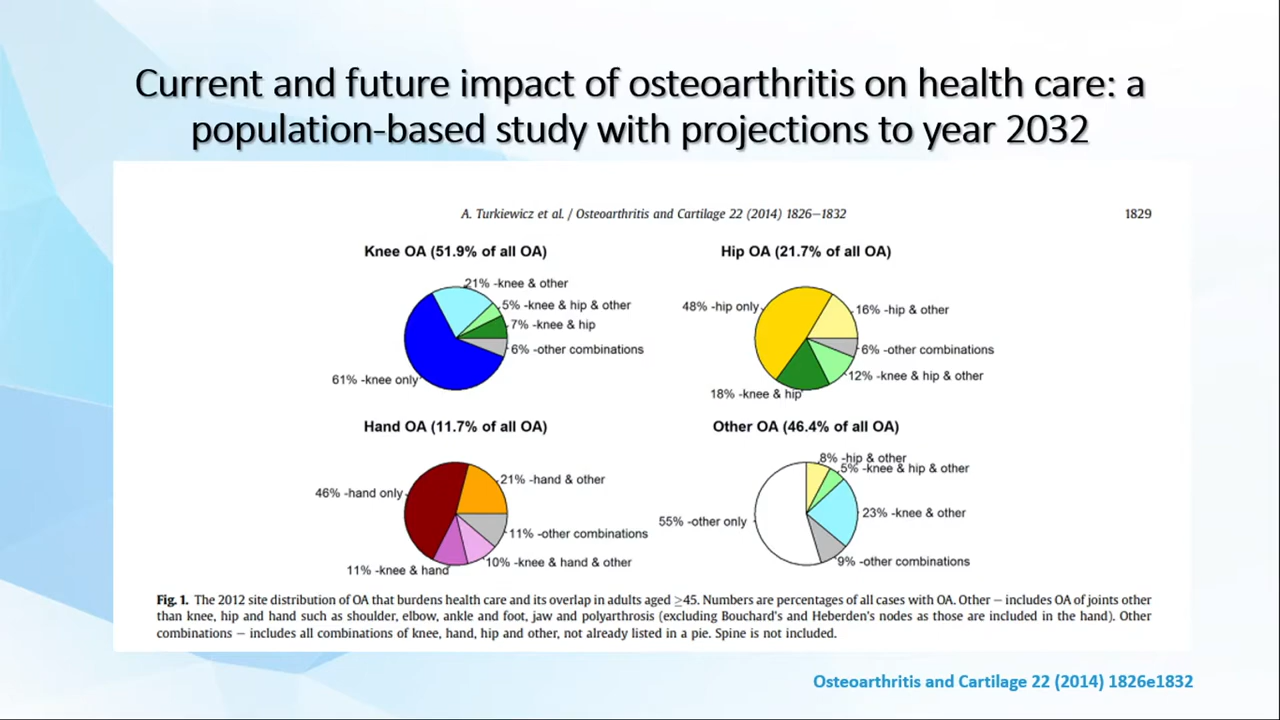 Current and future impact of osteoarthritis on health care: a
population-based study with projections to year 2032
A. Turkiewicz et al. / Osteoarthritis and Cartilage 22 (2014) 1826–1832
1829
Knee OA (51.9% of all OA)
21% -knee & other
5% -knee & hip & other
7% -knee & hip
6% -other combinations
61% -knee only
Hip OA (21.7% of all OA)
48% -hip only
16% -hip & other
6% -other combinations
12% -knee & hip & other
18% -knee & hip
Hand OA (11.7% of all OA)
46% -hand only
21% -hand & other
11% -other combinations
10% -knee & hand & other
11% -knee & hand
Other OA (46.4% of all OA)
8% -hip & other
5% -knee & hip & other
55% -other only
23% -knee & other
9% -other combinations
Fig. 1. The 2012 site distribution of OA that burdens health care and its overlap in adults aged ≥45. Numbers are percentages of all cases with OA. Other – includes OA of joints other
than knee, hip and hand such as shoulder, elbow, ankle and foot, jaw and polyarthrosis (excluding Bouchard's and Heberden's nodes as those are included in the hand). Other
combinations – includes all combinations of knee, hand, hip and other, not already listed in a pie. Spine is not included.
Osteoarthritis and Cartilage 22 (2014) 1826e1832